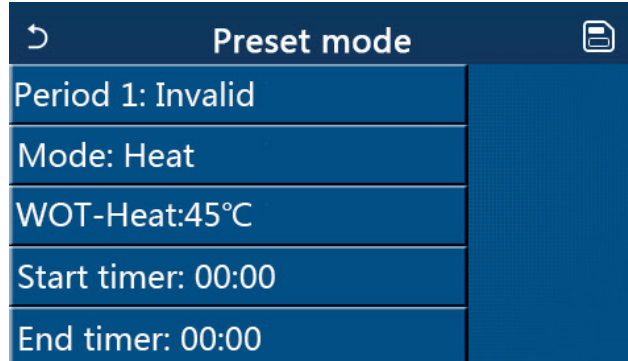 Preset mode
Period 1: Invalid
Mode: Heat
WOT-Heat:45℃
Start timer: 00:00
End timer: 00:00